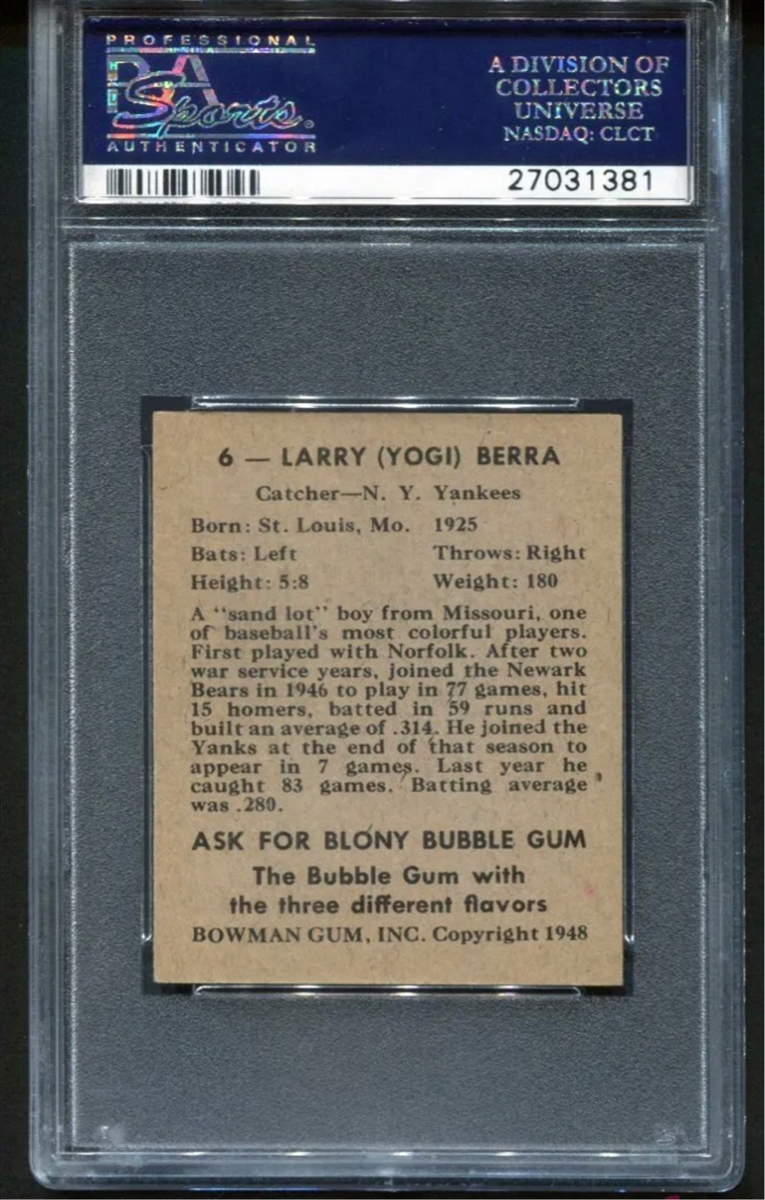 PROFESSIONAL
PSA
Sports.
AUTHENTICATOR
A DIVISION OF
COLLECTORS
UNIVERSE
NASDAQ: CLCT
27031381
6 — LARRY (YOGI) BERRA
Catcher—N. Y. Yankees
Born: St. Louis, Mo. 1925
Bats: Left Throws: Right
Height: 5:8 Weight: 180
A "sand lot" boy from Missouri, one
of baseball's most colorful players.
First played with Norfolk. After two
war service years, joined the Newark
Bears in 1946 to play in 77 games, hit
15 homers, batted in 59 runs and
built an average of .314. He joined the
Yanks at the end of that season to
appear in 7 games. Last year he
caught 83 games. Batting average
was .280.
ASK FOR BLONY BUBBLE GUM
The Bubble Gum with
the three different flavors
BOWMAN GUM, INC. Copyright 1948